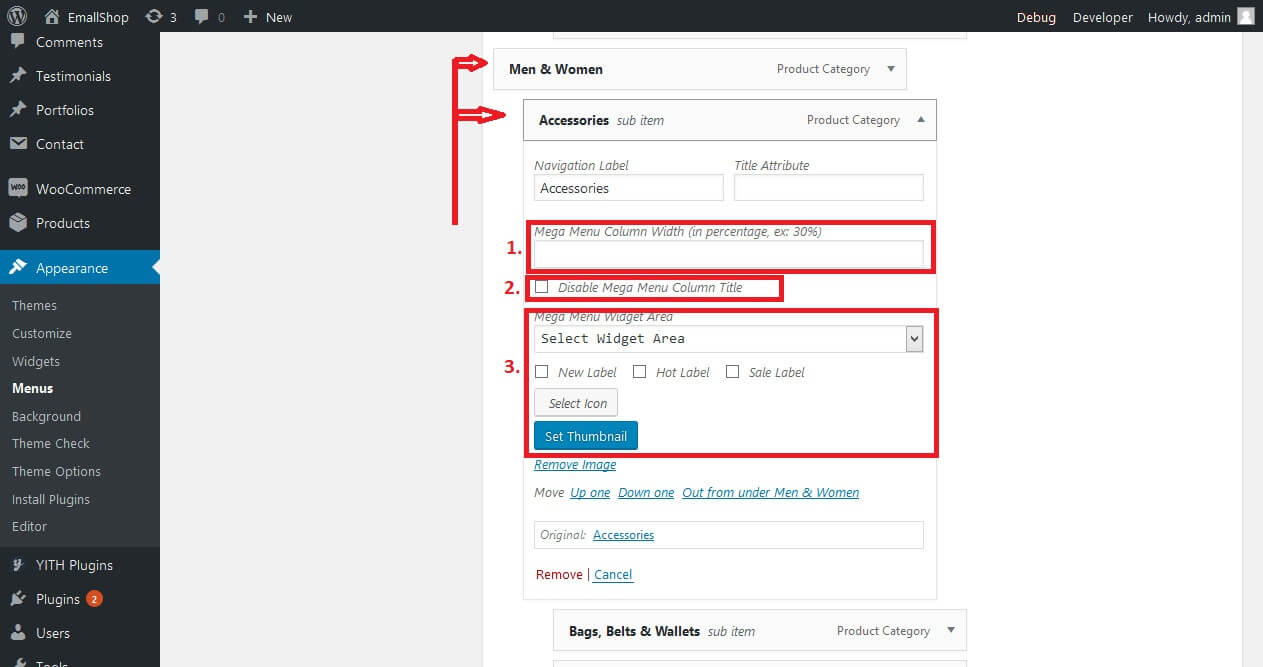 EmallShop 3 0 New Debug Developer Howdy, admin
Comments
Testimonials
Portfolios
Contact
WOO WooCommerce
Products
Appearance
Themes
Customize
Widgets
Menus
Background
Theme Check
Theme Options
Install Plugins
Editor
YITH Plugins
Plugins 2
Users
Tools
Men & Women Product Category
Accessories sub item Product Category
Navigation Label Title Attribute
Accessories
Mega Menu Column Width (in percentage, ex: 30%)
1.
2. Disable Mega Menu Column Title
Mega Menu Widget Area
Select Widget Area
3. New Label Hot Label Sale Label
Select Icon
Set Thumbnail
Remove Image
Move Up one Down one Out from under Men & Women
Original: Accessories
Remove | Cancel
Bags, Belts & Wallets sub item Product Category